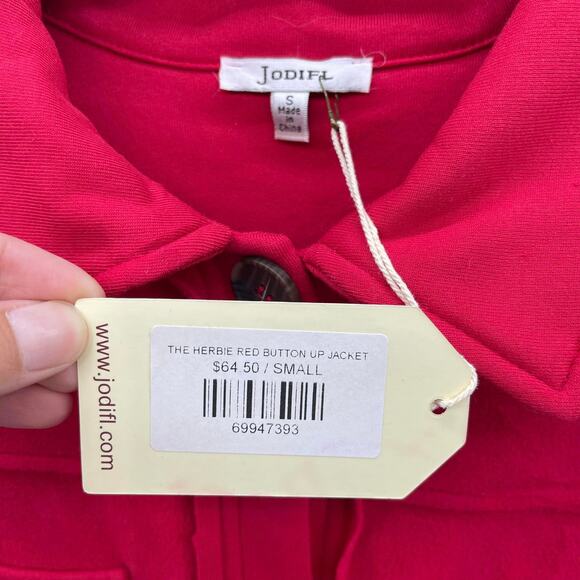 JODIFL
S
Made
in
China
www.jodifl.com
THE HERBIE RED BUTTON UP JACKET
$64.50 / SMALL
69947393